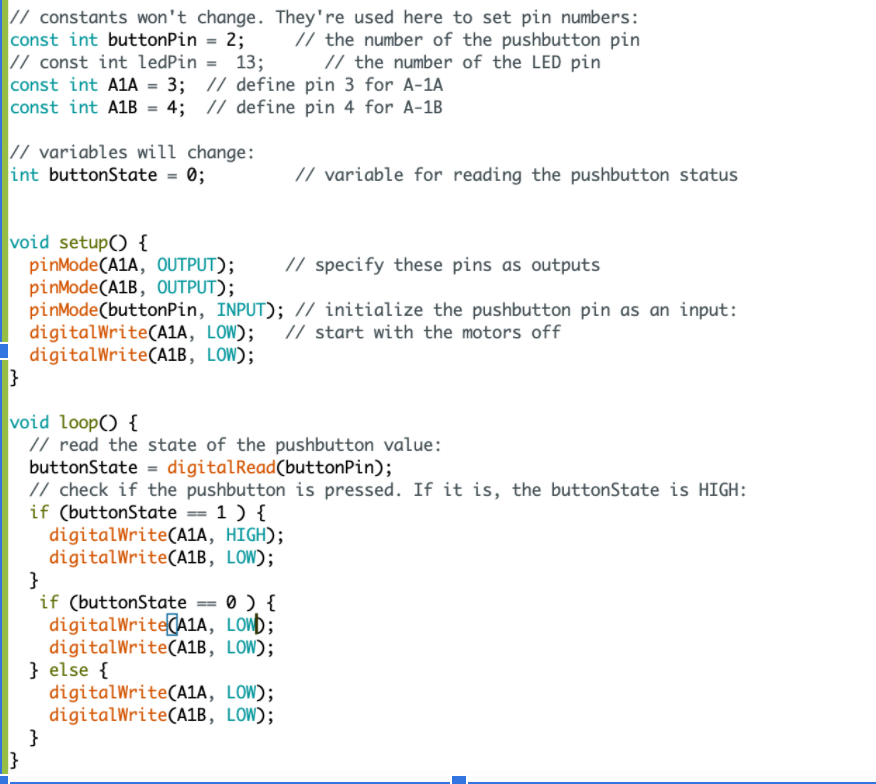 // constants won't change. They're used here to set pin numbers:
const int buttonPin = 2;     // the number of the pushbutton pin
// const int ledPin =  13;      // the number of the LED pin
const int A1A = 3;  // define pin 3 for A-1A
const int A1B = 4;  // define pin 4 for A-1B

// variables will change:
int buttonState = 0;         // variable for reading the pushbutton status


void setup() {
  pinMode(A1A, OUTPUT);     // specify these pins as outputs
  pinMode(A1B, OUTPUT);
  pinMode(buttonPin, INPUT); // initialize the pushbutton pin as an input:
  digitalWrite(A1A, LOW);   // start with the motors off
  digitalWrite(A1B, LOW);
}

void loop() {
  // read the state of the pushbutton value:
  buttonState = digitalRead(buttonPin);
  // check if the pushbutton is pressed. If it is, the buttonState is HIGH:
  if (buttonState == 1 ) {
    digitalWrite(A1A, HIGH);
    digitalWrite(A1B, LOW);
  }
   if (buttonState == 0 ) {
    digitalWrite(A1A, LOW);
    digitalWrite(A1B, LOW);
  } else {
    digitalWrite(A1A, LOW);
    digitalWrite(A1B, LOW);
  }
}